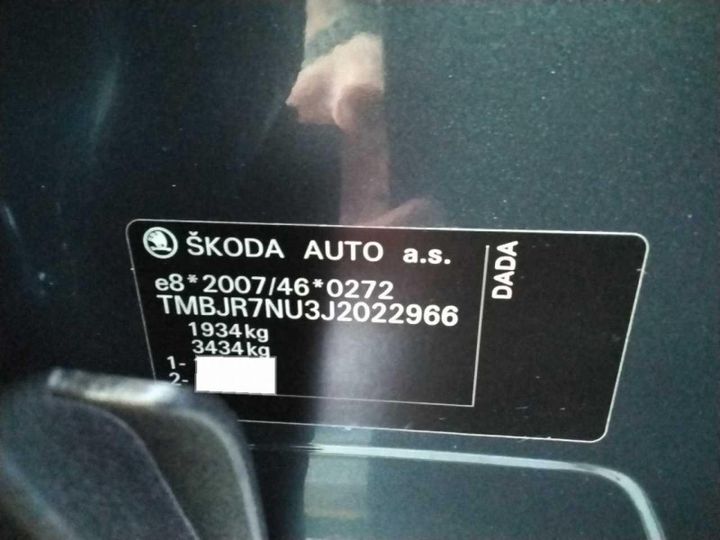 ŠKODA AUTO a.s.
e8*2007/46*0272
TMBJR7NU3J2022966
1934kg
3434kg
1-
2-
DADA